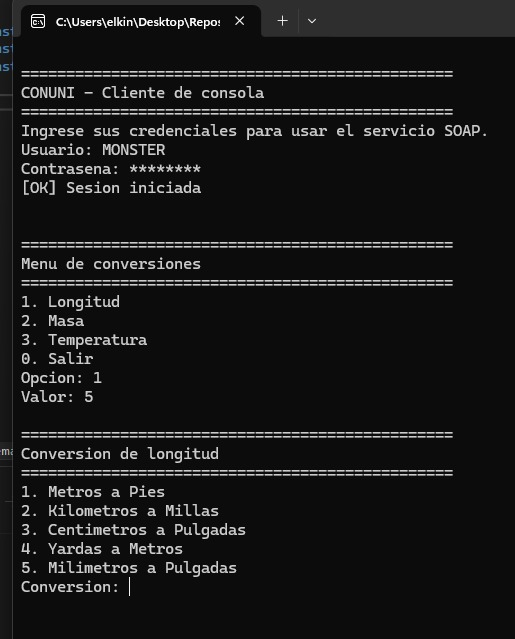 C:\Users\elkin\Desktop\Repos
==============================================
CONUNI - Cliente de consola
==============================================
Ingrese sus credenciales para usar el servicio SOAP.
Usuario: MONSTER
Contrasena: ********
[OK] Sesion iniciada
==============================================
Menu de conversiones
==============================================
1. Longitud
2. Masa
3. Temperatura
0. Salir
Opcion: 1
Valor: 5
==============================================
Conversion de longitud
==============================================
1. Metros a Pies
2. Kilometros a Millas
3. Centimetros a Pulgadas
4. Yardas a Metros
5. Milimetros a Pulgadas
Conversion: